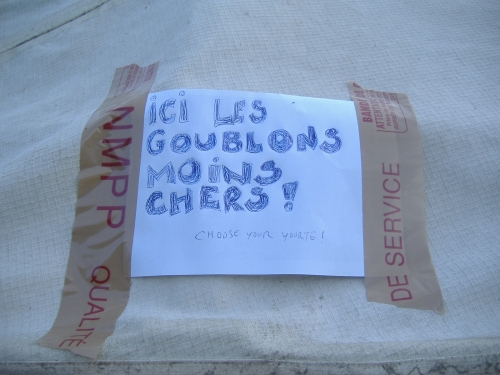 ICI LES
GOUBLONS
MOINS
CHERS !
CHOOSE YOUR YOURTE!
NMPP QUALITÉ
DE SERVICE